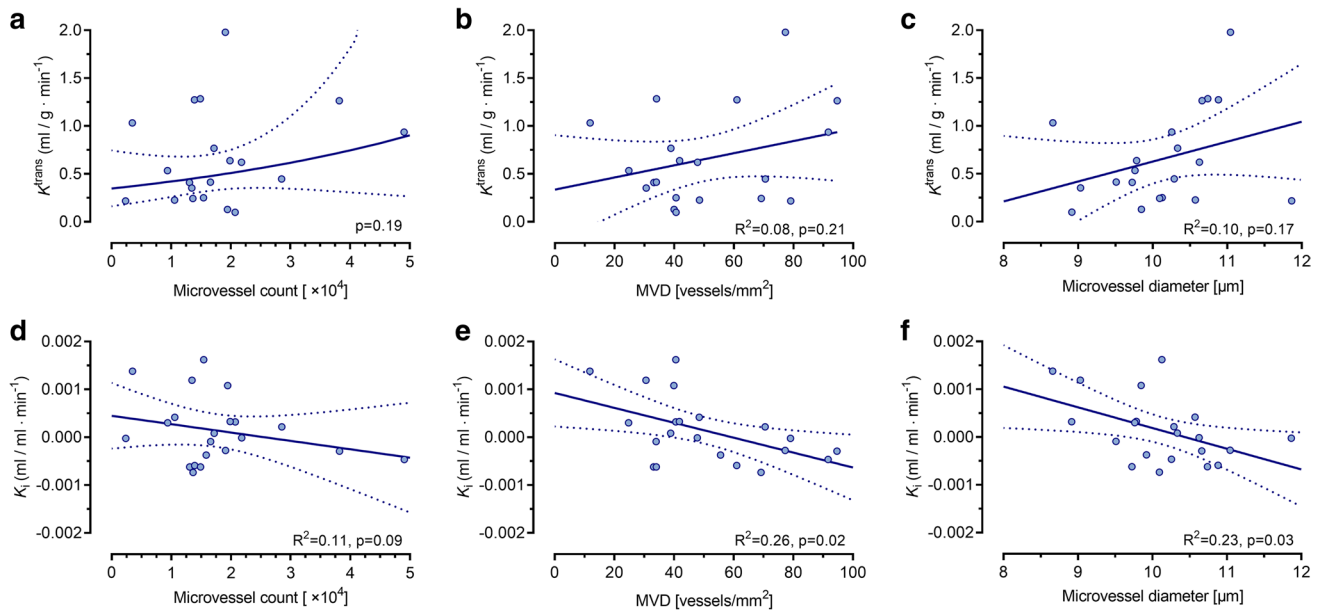 a
2.0
1.5
1.0
0.5
0.0
Ktrans (ml / g · min-1)
p=0.19
0 1 2 3 4 5
Microvessel count [ ×10^4]
b
2.0
1.5
1.0
0.5
0.0
Ktrans (ml / g · min-1)
R2=0.08, p=0.21
0 20 40 60 80 100
MVD [vessels/mm2]
c
2.0
1.5
1.0
0.5
0.0
Ktrans (ml / g · min-1)
R2=0.10, p=0.17
8 9 10 11 12
Microvessel diameter [µm]
d
0.002
0.001
0.000
-0.001
-0.002
Ki (ml / ml · min-1)
R2=0.11, p=0.09
0 1 2 3 4 5
Microvessel count [ ×10^4]
e
0.002
0.001
0.000
-0.001
-0.002
Ki (ml / ml · min-1)
R2=0.26, p=0.02
0 20 40 60 80 100
MVD [vessels/mm2]
f
0.002
0.001
0.000
-0.001
-0.002
Ki (ml / ml · min-1)
R2=0.23, p=0.03
8 9 10 11 12
Microvessel diameter [µm]